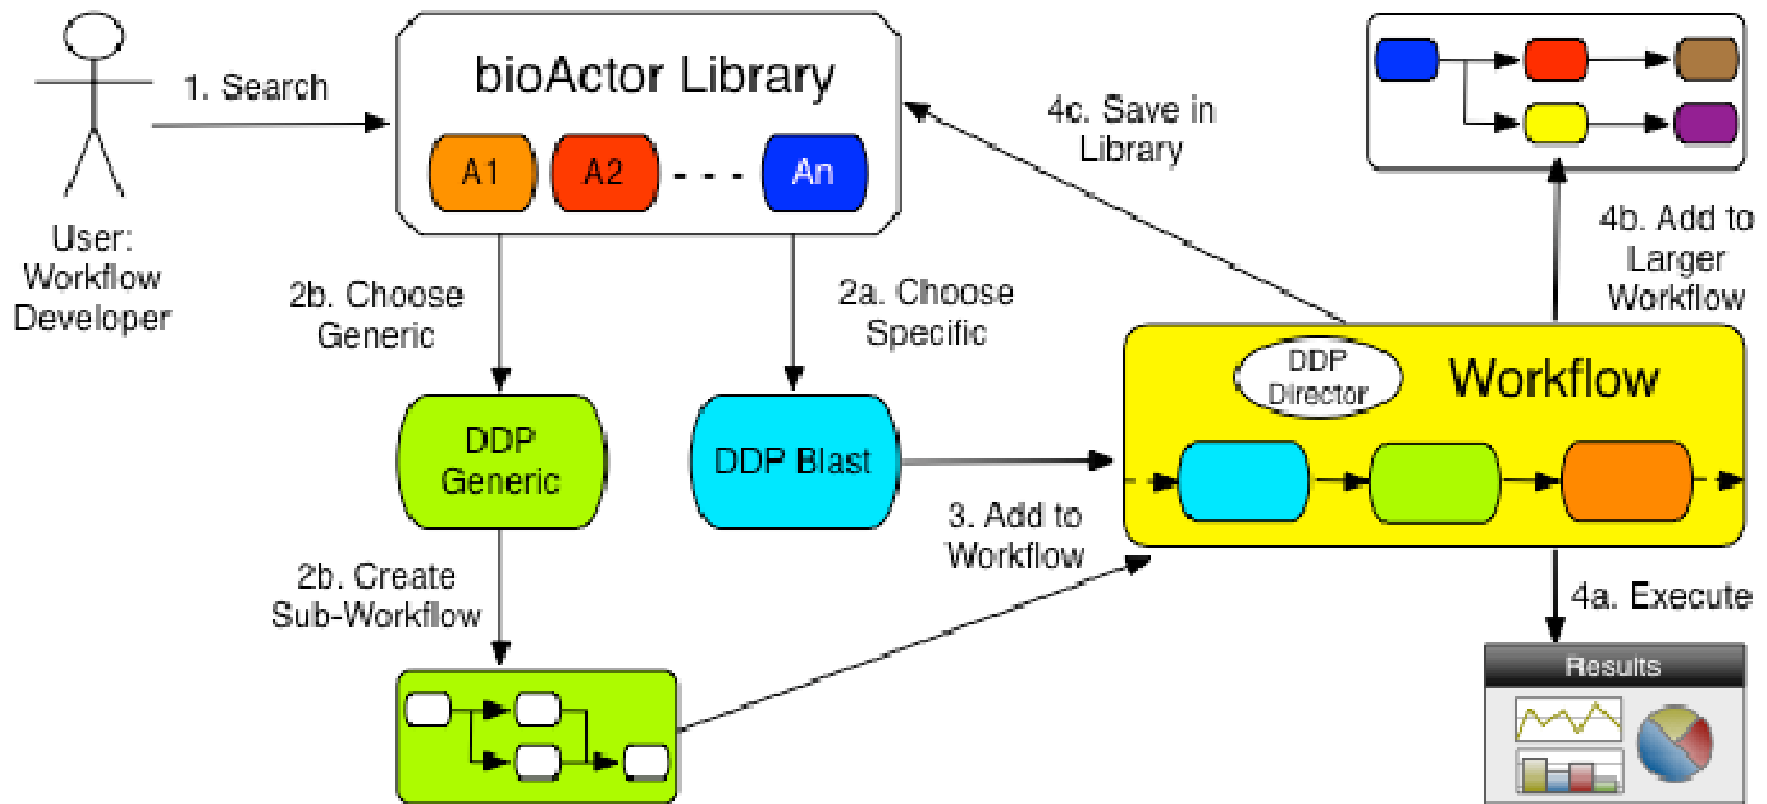 1. Search
User:
Workflow
Developer
bioActor Library
A1
A2
An
2b. Choose
Generic
2a. Choose
Specific
DDP
Generic
DDP Blast
2b. Create
Sub-Workflow
3. Add to
Workflow
4c. Save in
Library
DDP
Director
Workflow
4b. Add to
Larger
Workflow
4a. Execute
Results